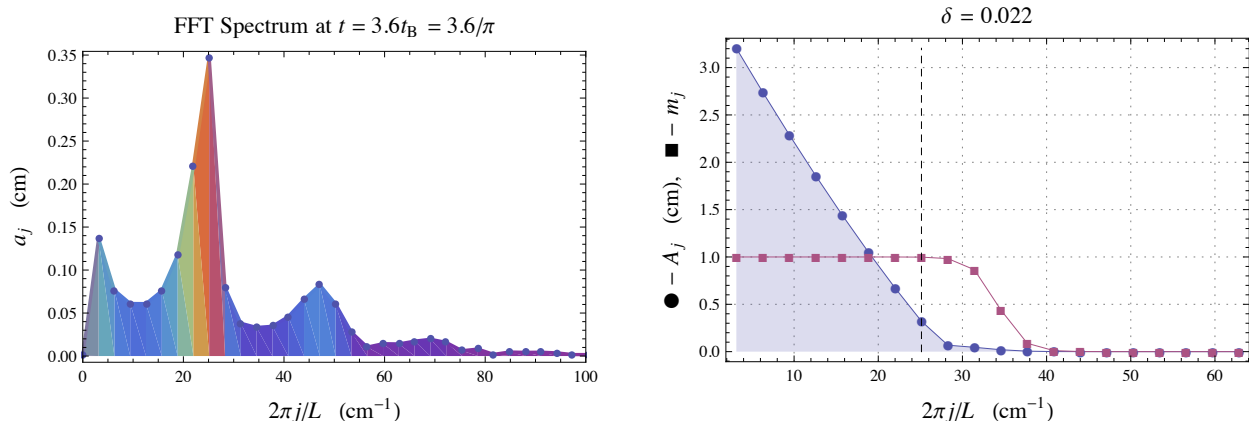 FFT Spectrum at t = 3.6t_B = 3.6/π
a_j (cm)
0.35
0.30
0.25
0.20
0.15
0.10
0.05
0.00
0 20 40 60 80 100
2πj/L (cm⁻¹)
δ = 0.022
● – A_j (cm), ■ – m_j
3.0
2.5
2.0
1.5
1.0
0.5
0.0
10 20 30 40 50 60
2πj/L (cm⁻¹)